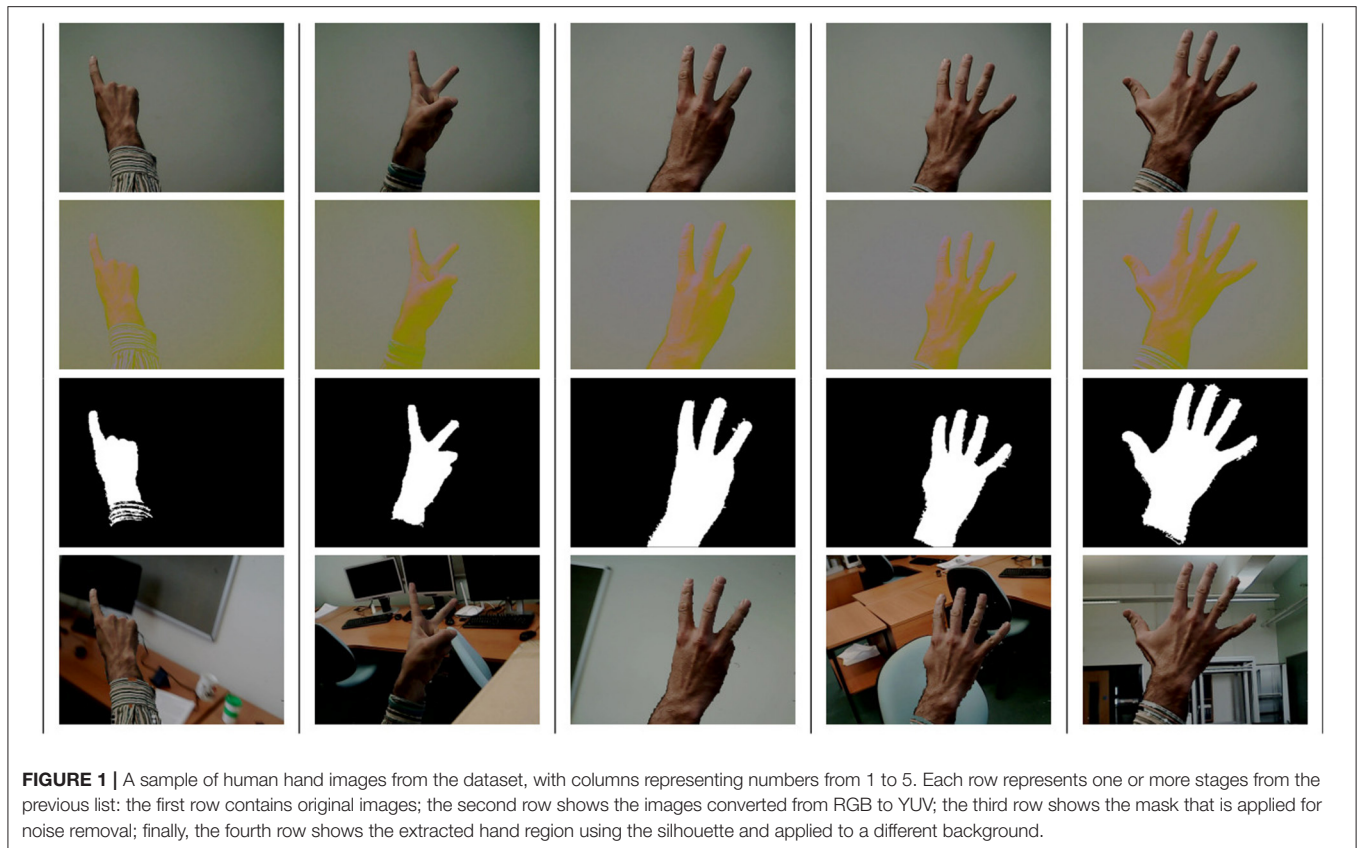 FIGURE 1 | A sample of human hand images from the dataset, with columns representing numbers from 1 to 5. Each row represents one or more stages from the
previous list: the first row contains original images; the second row shows the images converted from RGB to YUV; the third row shows the mask that is applied for
noise removal; finally, the fourth row shows the extracted hand region using the silhouette and applied to a different background.